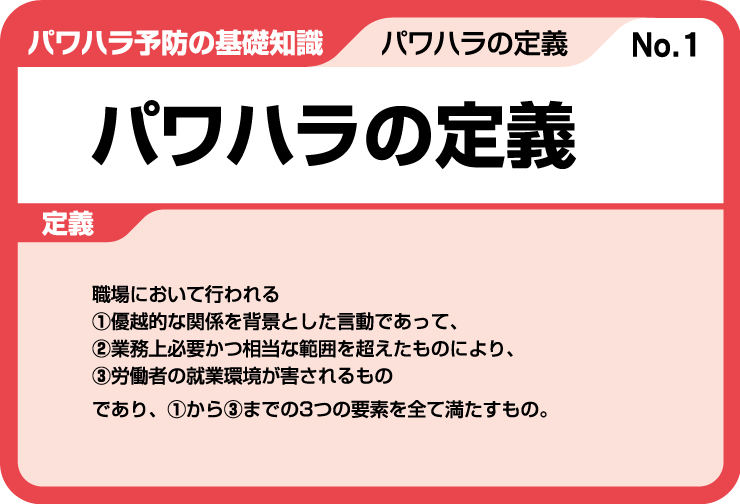 パワハラ予防の基礎知識
パワハラの定義
No.1
パワハラの定義
定義
職場において行われる
①優越的な関係を背景とした言動であって、
②業務上必要かつ相当な範囲を超えたものにより、
③労働者の就業環境が害されるもの
であり、①から③までの3つの要素を全て満たすもの。